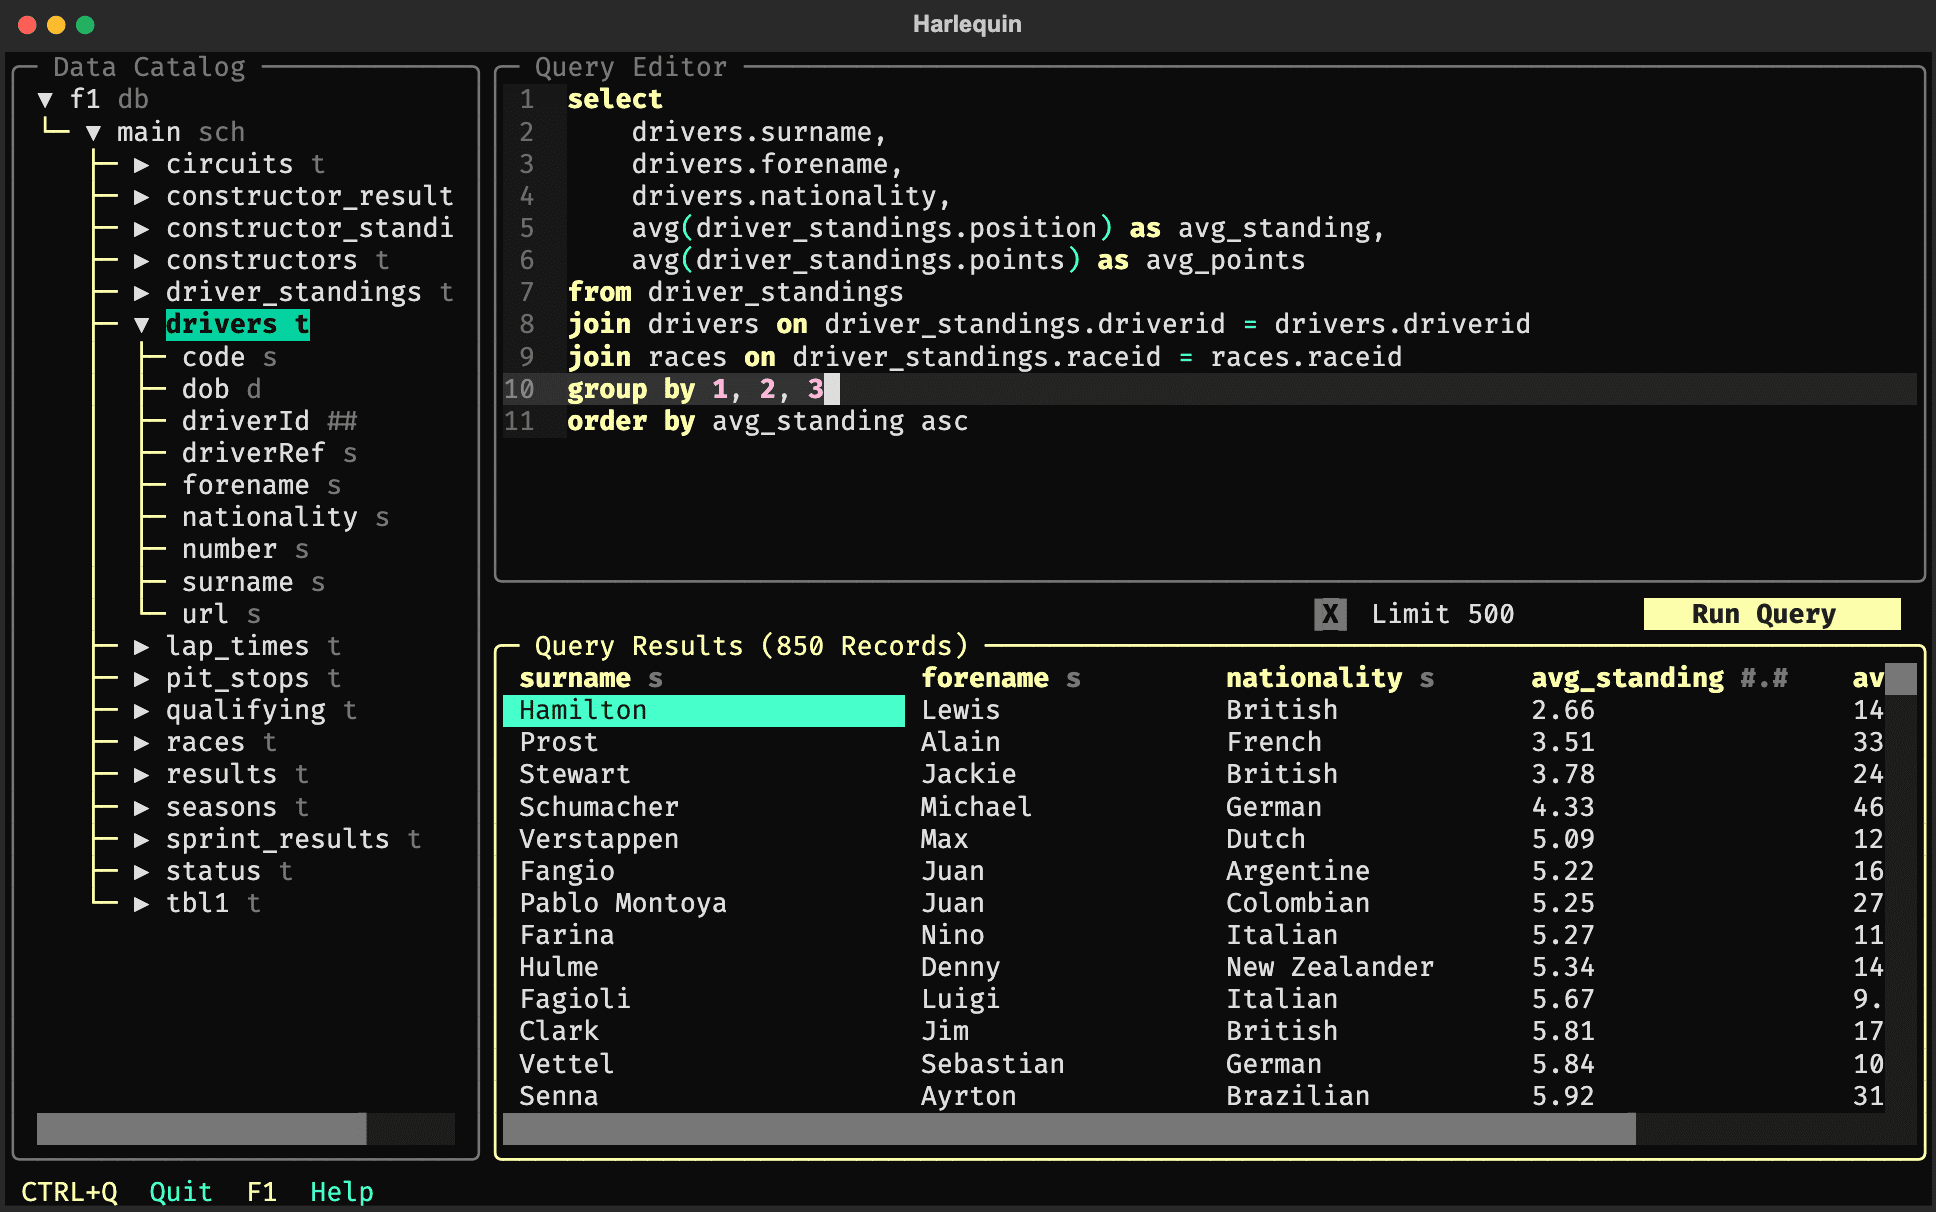 Harlequin
Data Catalog
▼ f1 db
▼ main sch
▶ circuits t
▶ constructor_result
▶ constructor_standi
▶ constructors t
▶ driver_standings t
▼ drivers t
code s
dob d
driverId ##
driverRef s
forename s
nationality s
number s
surname s
url s
▶ lap_times t
▶ pit_stops t
▶ qualifying t
▶ races t
▶ results t
▶ seasons t
▶ sprint_results t
▶ status t
▶ tbl1 t
Query Editor
1 select
2 drivers.surname,
3 drivers.forename,
4 drivers.nationality,
5 avg(driver_standings.position) as avg_standing,
6 avg(driver_standings.points) as avg_points
7 from driver_standings
8 join drivers on driver_standings.driverid = drivers.driverid
9 join races on driver_standings.raceid = races.raceid
10 group by 1, 2, 3
11 order by avg_standing asc
X Limit 500 Run Query
Query Results (850 Records)
surname s forename s nationality s avg_standing #.# av
Hamilton Lewis British 2.66 14
Prost Alain French 3.51 33
Stewart Jackie British 3.78 24
Schumacher Michael German 4.33 46
Verstappen Max Dutch 5.09 12
Fangio Juan Argentine 5.22 16
Pablo Montoya Juan Colombian 5.25 27
Farina Nino Italian 5.27 11
Hulme Denny New Zealander 5.34 14
Fagioli Luigi Italian 5.67 9.
Clark Jim British 5.81 17
Vettel Sebastian German 5.84 10
Senna Ayrton Brazilian 5.92 31
CTRL+Q Quit F1 Help